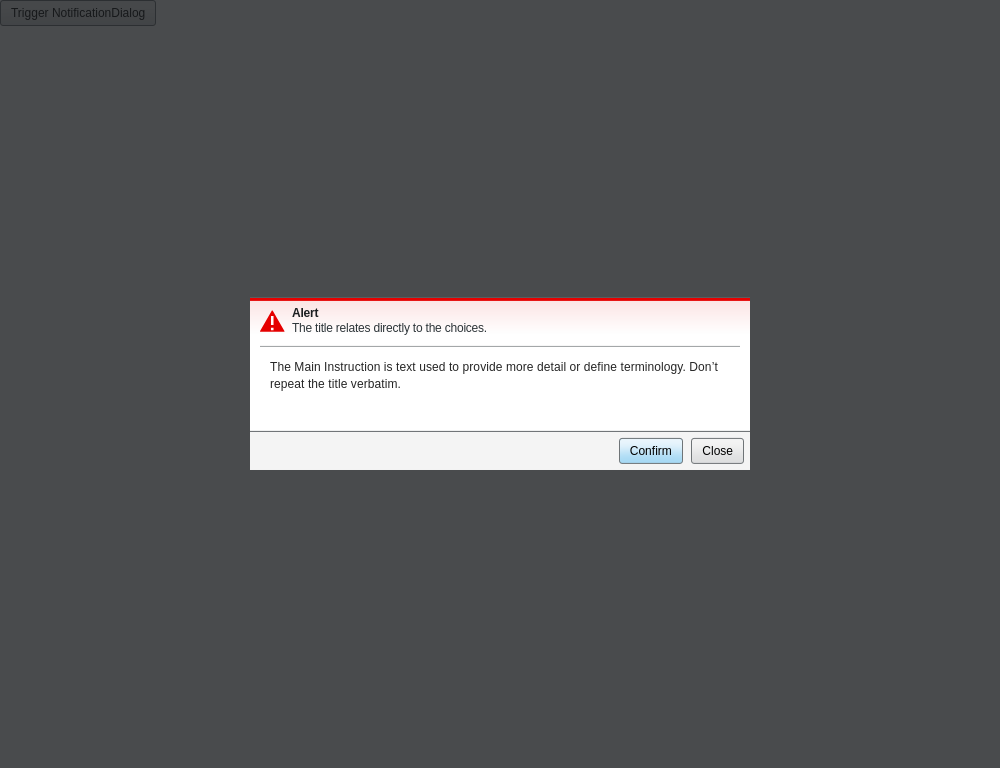 Trigger NotificationDialog
Alert
The title relates directly to the choices.
The Main Instruction is text used to provide more detail or define terminology. Don’t
repeat the title verbatim.
Confirm Close